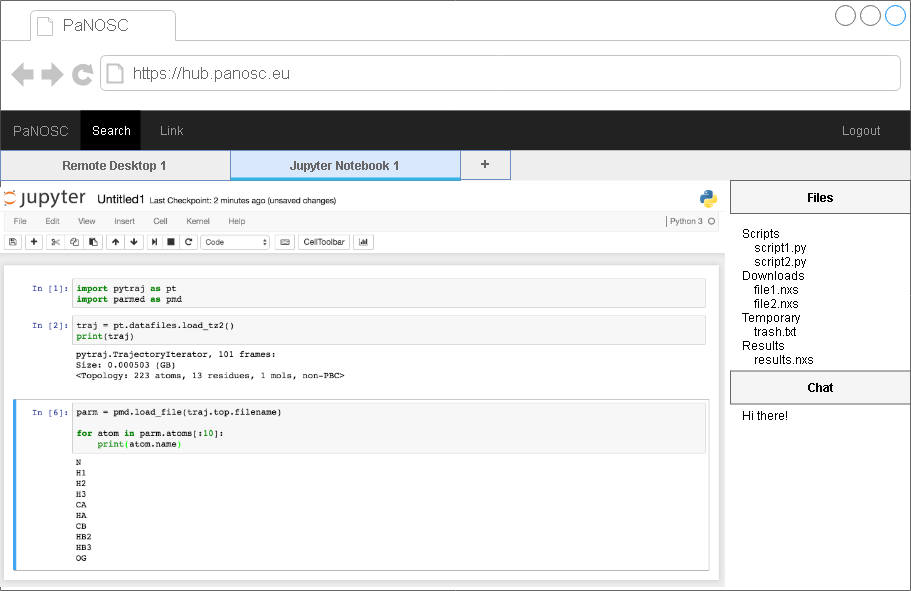 PaNOSC
https://hub.panosc.eu
PaNOSC Search Link Logout
Remote Desktop 1 Jupyter Notebook 1 +
jupyter Untitled1 Last Checkpoint: 2 minutes ago (unsaved changes)
File Edit View Insert Cell Kernel Help Python 3
Code CellToolbar
In [1]: import pytraj as pt
import parmed as pmd
In [2]: traj = pt.datafiles.load_tz2()
print(traj)
pytraj.TrajectoryIterator, 101 frames:
Size: 0.000503 (GB)
<Topology: 223 atoms, 13 residues, 1 mols, non-PBC>
In [6]: parm = pmd.load_file(traj.top.filename)
for atom in parm.atoms[:10]:
    print(atom.name)
N
H1
H2
H3
CA
HA
CB
HB2
HB3
OG
Files
Scripts
script1.py
script2.py
Downloads
file1.nxs
file2.nxs
Temporary
trash.txt
Results
results.nxs
Chat
Hi there!